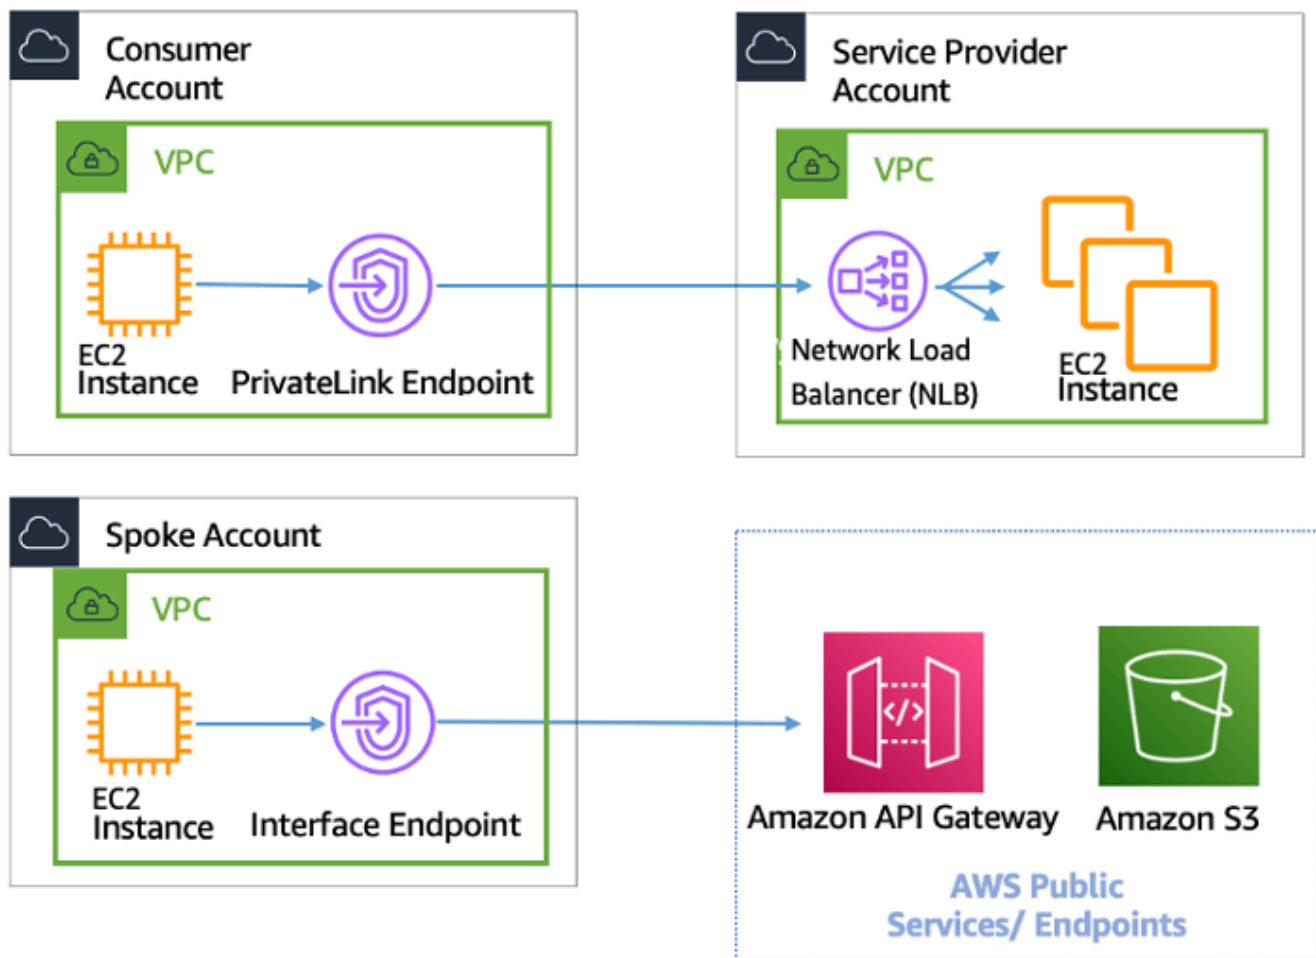 Consumer
Account
VPC
EC2
Instance
PrivateLink Endpoint
Service Provider
Account
VPC
Network Load
Balancer (NLB)
EC2
Instance
Spoke Account
VPC
EC2
Instance
Interface Endpoint
</>
Amazon API Gateway
Amazon S3
AWS Public
Services/ Endpoints